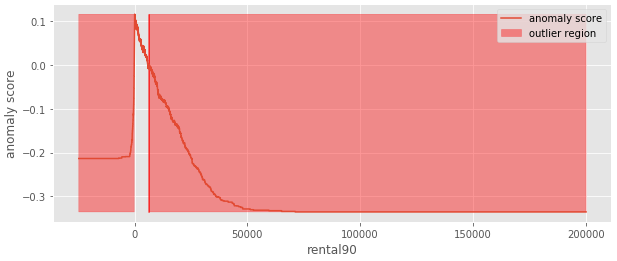 anomaly score
outlier region
anomaly score
0.1
0.0
−0.1
−0.2
−0.3
0
50000
100000
150000
200000
rental90